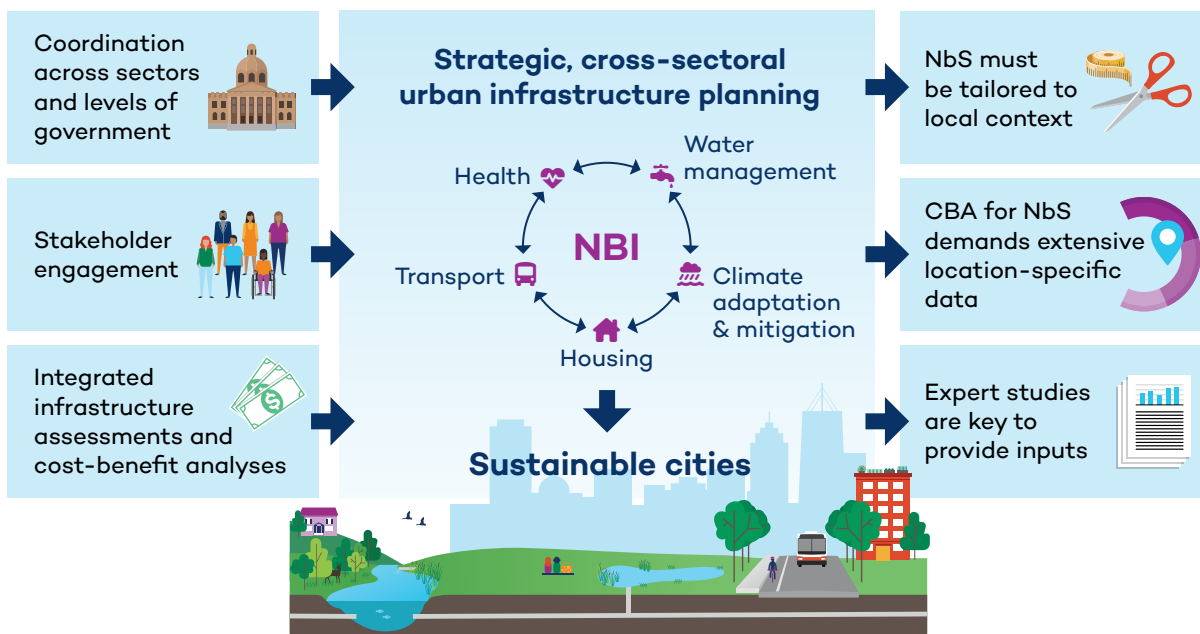 Coordination
across sectors
and levels of
government
Stakeholder
engagement
Integrated
infrastructure
assessments and
cost-benefit analyses
Strategic, cross-sectoral
urban infrastructure planning
Health
Water
management
NBI
Transport
Climate
adaptation
& mitigation
Housing
Sustainable cities
NbS must
be tailored to
local context
CBA for NbS
demands extensive
location-specific
data
Expert studies
are key to
provide inputs